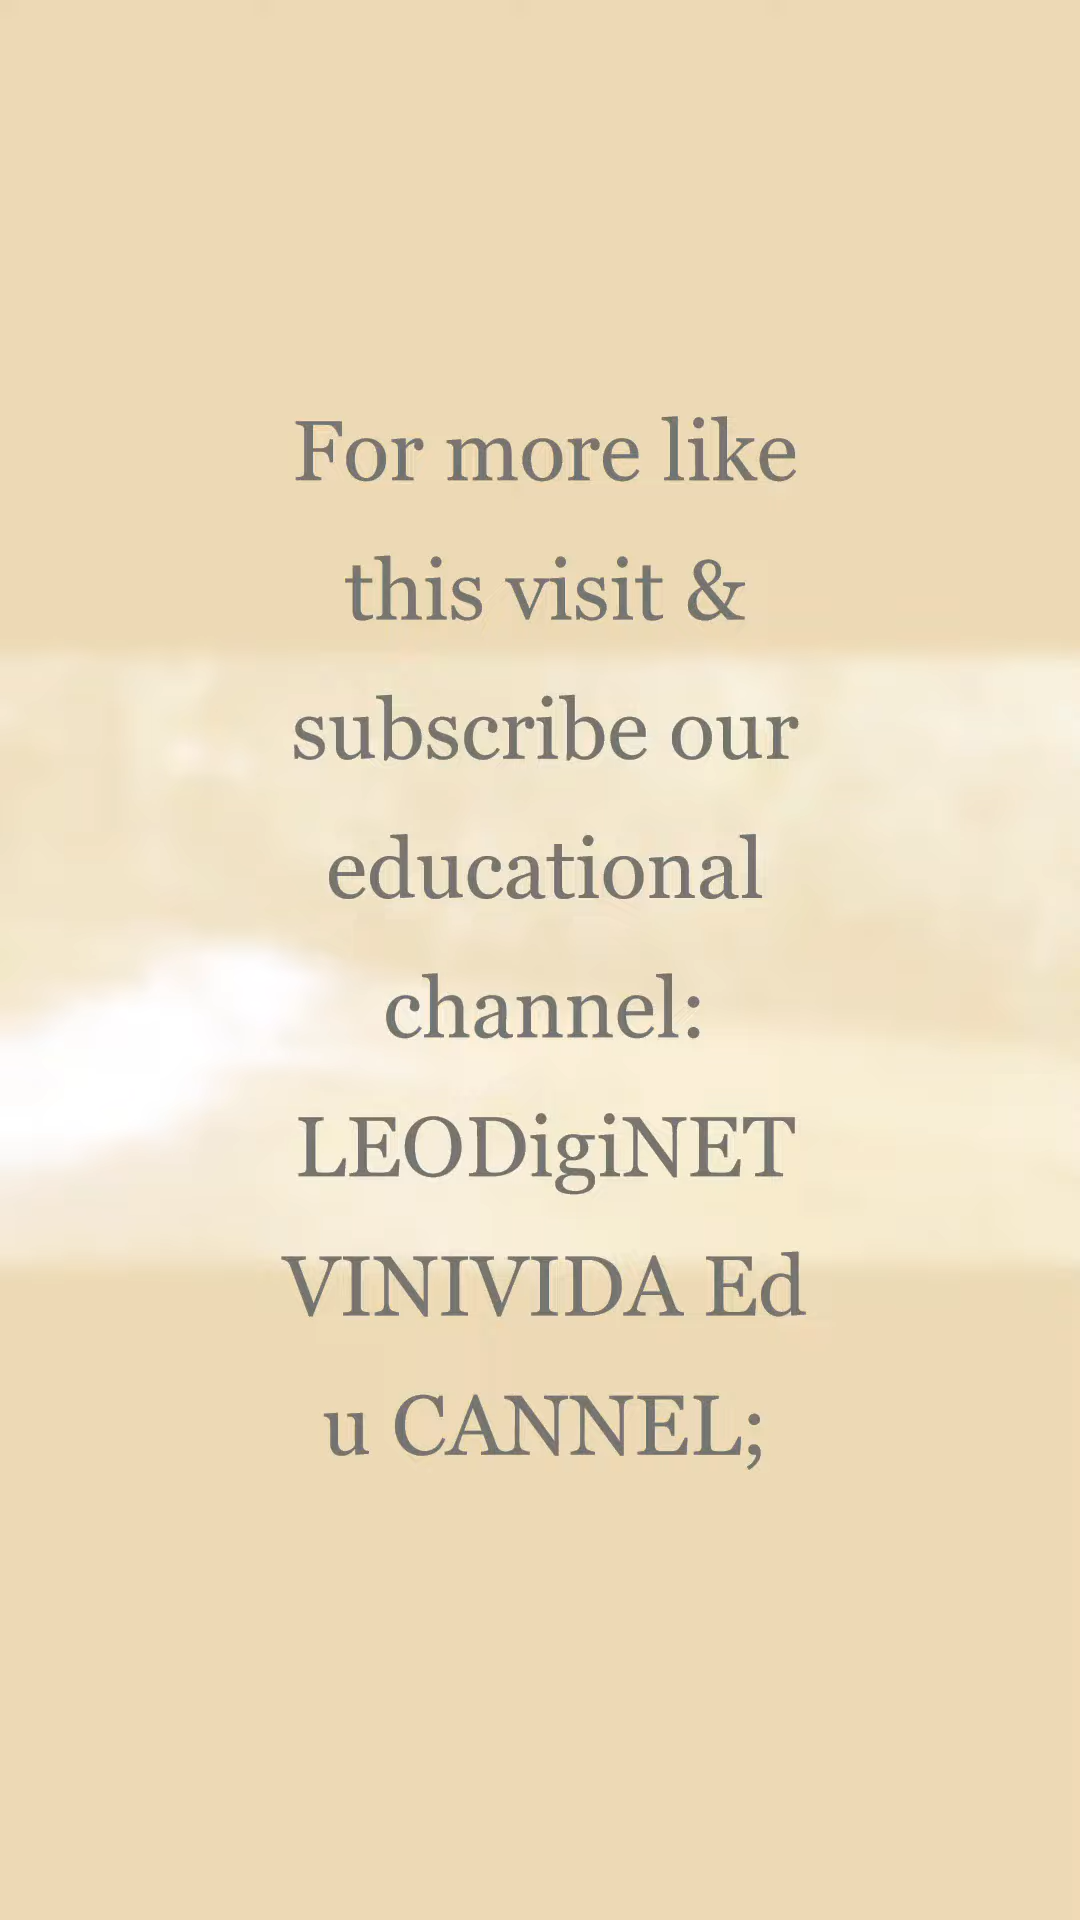 For more like
this visit &
subscribe our
educational
channel:
LEODigiNET
VINIVIDA Ed
u CANNEL;